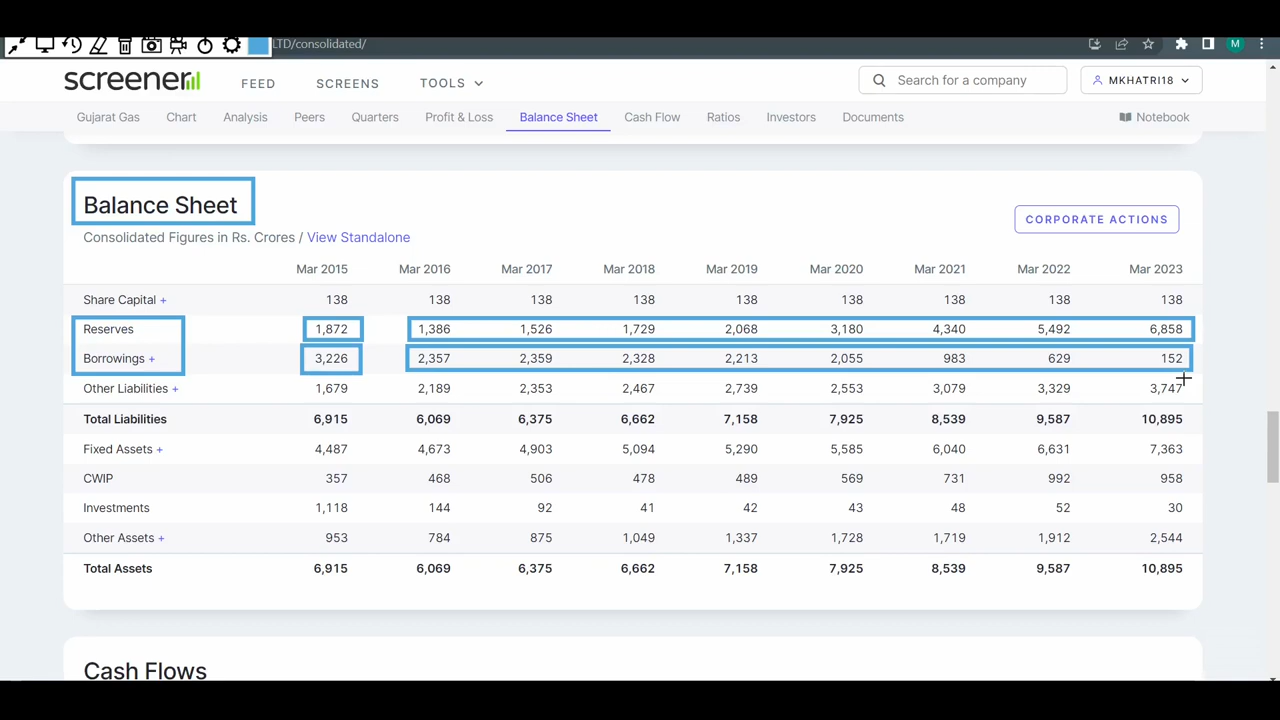 LTD/consolidated/
M
screener
FEED SCREENS TOOLS
Search for a company
MKHATRI18
Gujarat Gas Chart Analysis Peers Quarters Profit & Loss Balance Sheet Cash Flow Ratios Investors Documents Notebook
Balance Sheet
CORPORATE ACTIONS
Consolidated Figures in Rs. Crores / View Standalone
Mar 2015 Mar 2016 Mar 2017 Mar 2018 Mar 2019 Mar 2020 Mar 2021 Mar 2022 Mar 2023
Share Capital + 138 138 138 138 138 138 138 138 138
Reserves 1,872 1,386 1,526 1,729 2,068 3,180 4,340 5,492 6,858
Borrowings + 3,226 2,357 2,359 2,328 2,213 2,055 983 629 152
Other Liabilities + 1,679 2,189 2,353 2,467 2,739 2,553 3,079 3,329 3,747
Total Liabilities 6,915 6,069 6,375 6,662 7,158 7,925 8,539 9,587 10,895
Fixed Assets + 4,487 4,673 4,903 5,094 5,290 5,585 6,040 6,631 7,363
CWIP 357 468 506 478 489 569 731 992 958
Investments 1,118 144 92 41 42 43 48 52 30
Other Assets + 953 784 875 1,049 1,337 1,728 1,719 1,912 2,544
Total Assets 6,915 6,069 6,375 6,662 7,158 7,925 8,539 9,587 10,895
Cash Flows